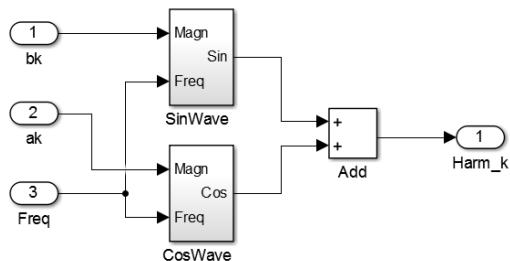 1
bk
Magn
Sin
Freq
SinWave
2
ak
3
Freq
Magn
Cos
Freq
CosWave
+
+
Add
1
Harm_k